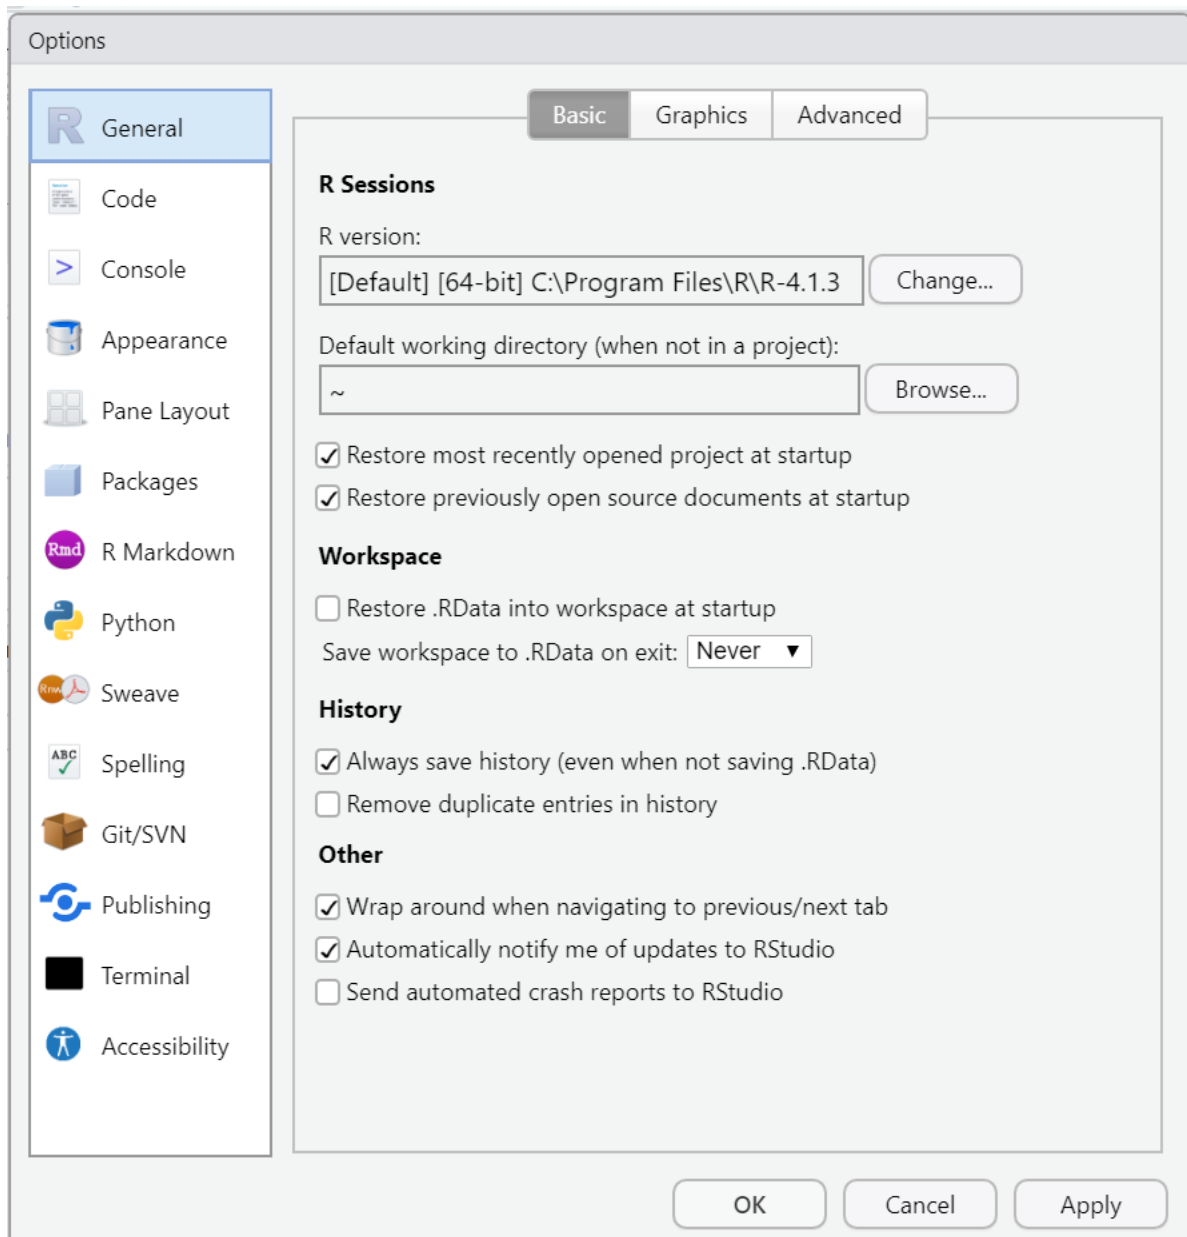 Options
General
Code
Console
Appearance
Pane Layout
Packages
Rmd R Markdown
Python
Rnw Sweave
ABC Spelling
Git/SVN
Publishing
Terminal
Accessibility
Basic Graphics Advanced
R Sessions
R version:
[Default] [64-bit] C:\Program Files\R\R-4.1.3 Change...
Default working directory (when not in a project):
~ Browse...
Restore most recently opened project at startup
Restore previously open source documents at startup
Workspace
Restore .RData into workspace at startup
Save workspace to .RData on exit: Never
History
Always save history (even when not saving .RData)
Remove duplicate entries in history
Other
Wrap around when navigating to previous/next tab
Automatically notify me of updates to RStudio
Send automated crash reports to RStudio
OK Cancel Apply